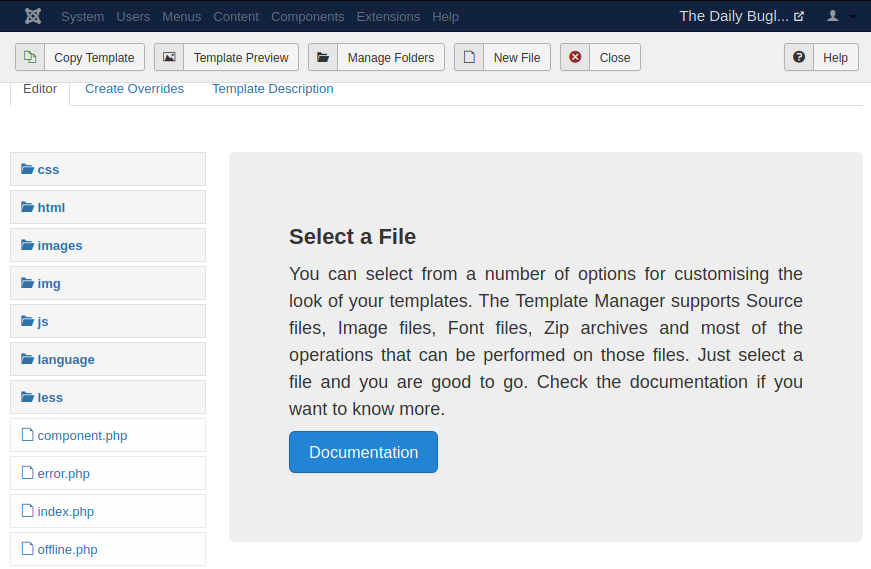 System Users Menus Content Components Extensions Help The Daily Bugl...
Copy Template Template Preview Manage Folders New File Close Help
Editor Create Overrides Template Description
css
html
images
img
js
language
less
component.php
error.php
index.php
offline.php
Select a File
You can select from a number of options for customising the
look of your templates. The Template Manager supports Source
files, Image files, Font files, Zip archives and most of the
operations that can be performed on those files. Just select a
file and you are good to go. Check the documentation if you
want to know more.
Documentation